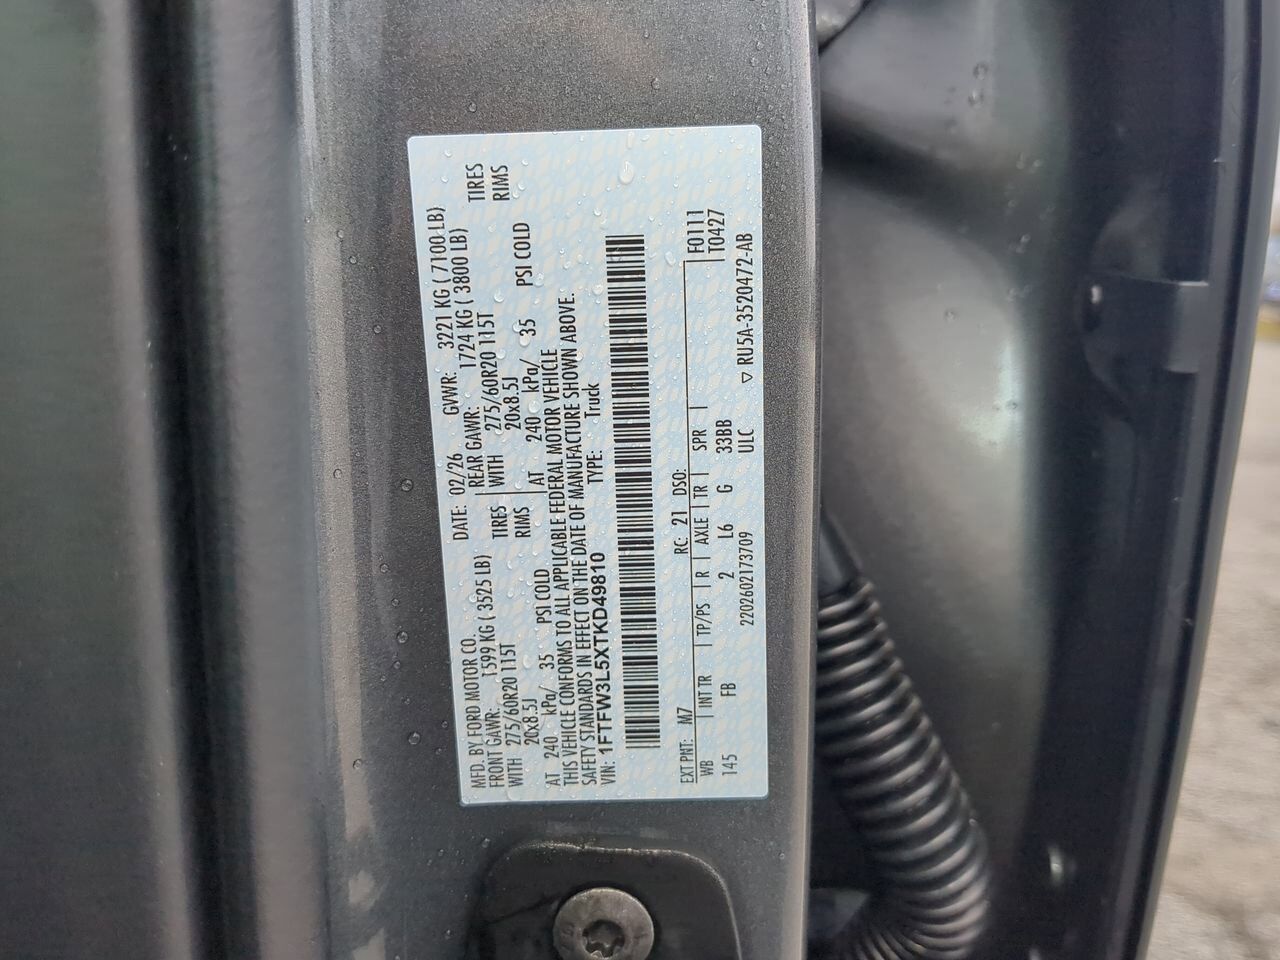 MFD. BY FORD MOTOR CO. DATE: 02/26 GVWR: 3221 KG ( 7100 LB)
FRONT GAWR: 1599 KG ( 3525 LB) REAR GAWR: 1724 KG ( 3800 LB)
WITH 275/60R20 115T TIRES WITH 275/60R20 115T TIRES
20x8.5J RIMS 20x8.5J RIMS
AT 240 kPa/ 35 PSI COLD AT 240 kPa/ 35 PSI COLD
THIS VEHICLE CONFORMS TO ALL APPLICABLE FEDERAL MOTOR VEHICLE
SAFETY STANDARDS IN EFFECT ON THE DATE OF MANUFACTURE SHOWN ABOVE.
VIN: 1FTFW3L5XTKD49810 TYPE: Truck
EXT PNT: M7 RC: 21 DSO: F0111
WB INT TR TP/PS R AXLE TR SPR T0427
145 FB 2 L6 G 33BB
2202602173709 ULC ▽ RU5A-3520472-AB